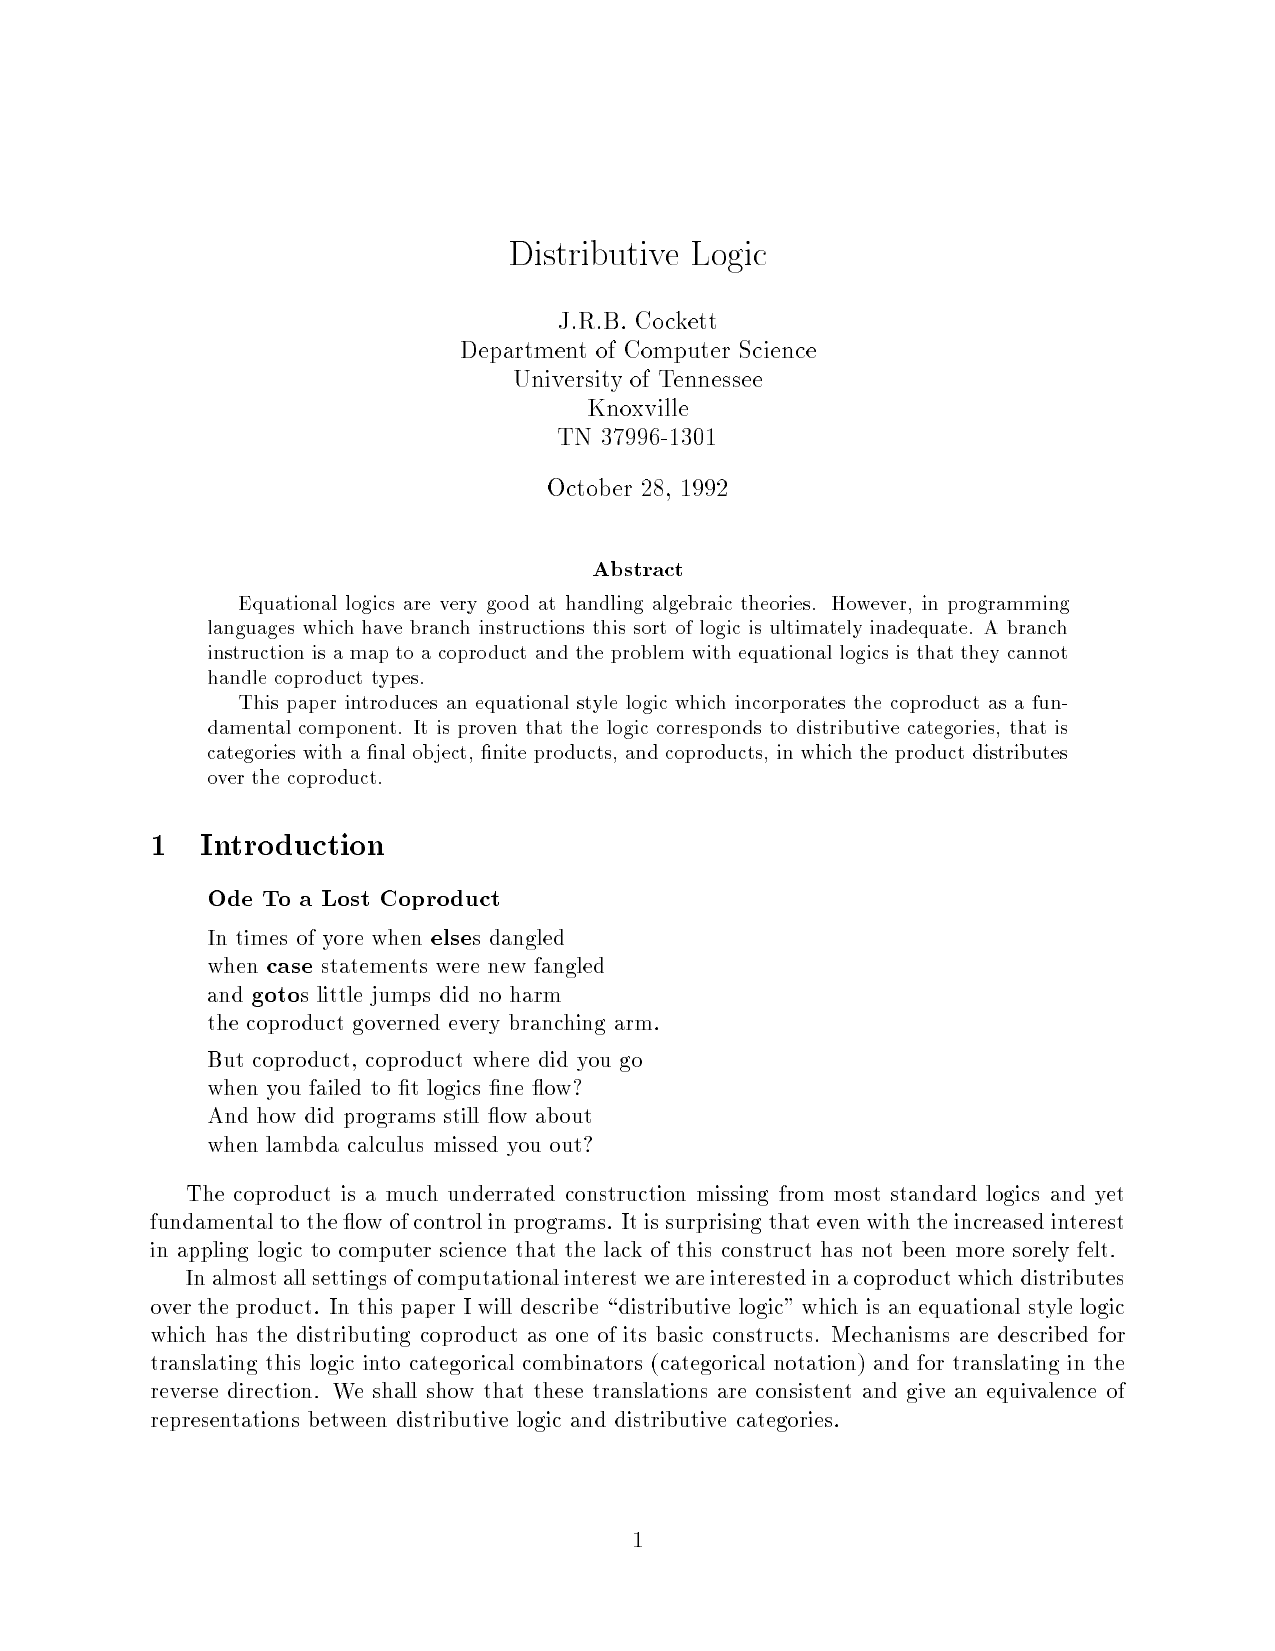 Distributive Logic
J.R.B. Cockett
Department of Computer Science
University of Tennessee
Knoxville
TN 37996-1301
October 28, 1992
Abstract
Equational logics are very good at handling algebraic theories. However, in programming
languages which have branch instructions this sort of logic is ultimately inadequate. A branch
instruction is a map to a coproduct and the problem with equational logics is that they cannot
handle coproduct types.
This paper introduces an equational style logic which incorporates the coproduct as a fun-
damental component. It is proven that the logic corresponds to distributive categories, that is
categories with a final object, finite products, and coproducts, in which the product distributes
over the coproduct.
1 Introduction
Ode To a Lost Coproduct
In times of yore when elses dangled
when case statements were new fangled
and gotos little jumps did no harm
the coproduct governed every branching arm.
But coproduct, coproduct where did you go
when you failed to fit logics fine flow?
And how did programs still flow about
when lambda calculus missed you out?
The coproduct is a much underrated construction missing from most standard logics and yet
fundamental to the flow of control in programs. It is surprising that even with the increased interest
in appling logic to computer science that the lack of this construct has not been more sorely felt.
In almost all settings of computational interest we are interested in a coproduct which distributes
over the product. In this paper I will describe “distributive logic” which is an equational style logic
which has the distributing coproduct as one of its basic constructs. Mechanisms are described for
translating this logic into categorical combinators (categorical notation) and for translating in the
reverse direction. We shall show that these translations are consistent and give an equivalence of
representations between distributive logic and distributive categories.
1